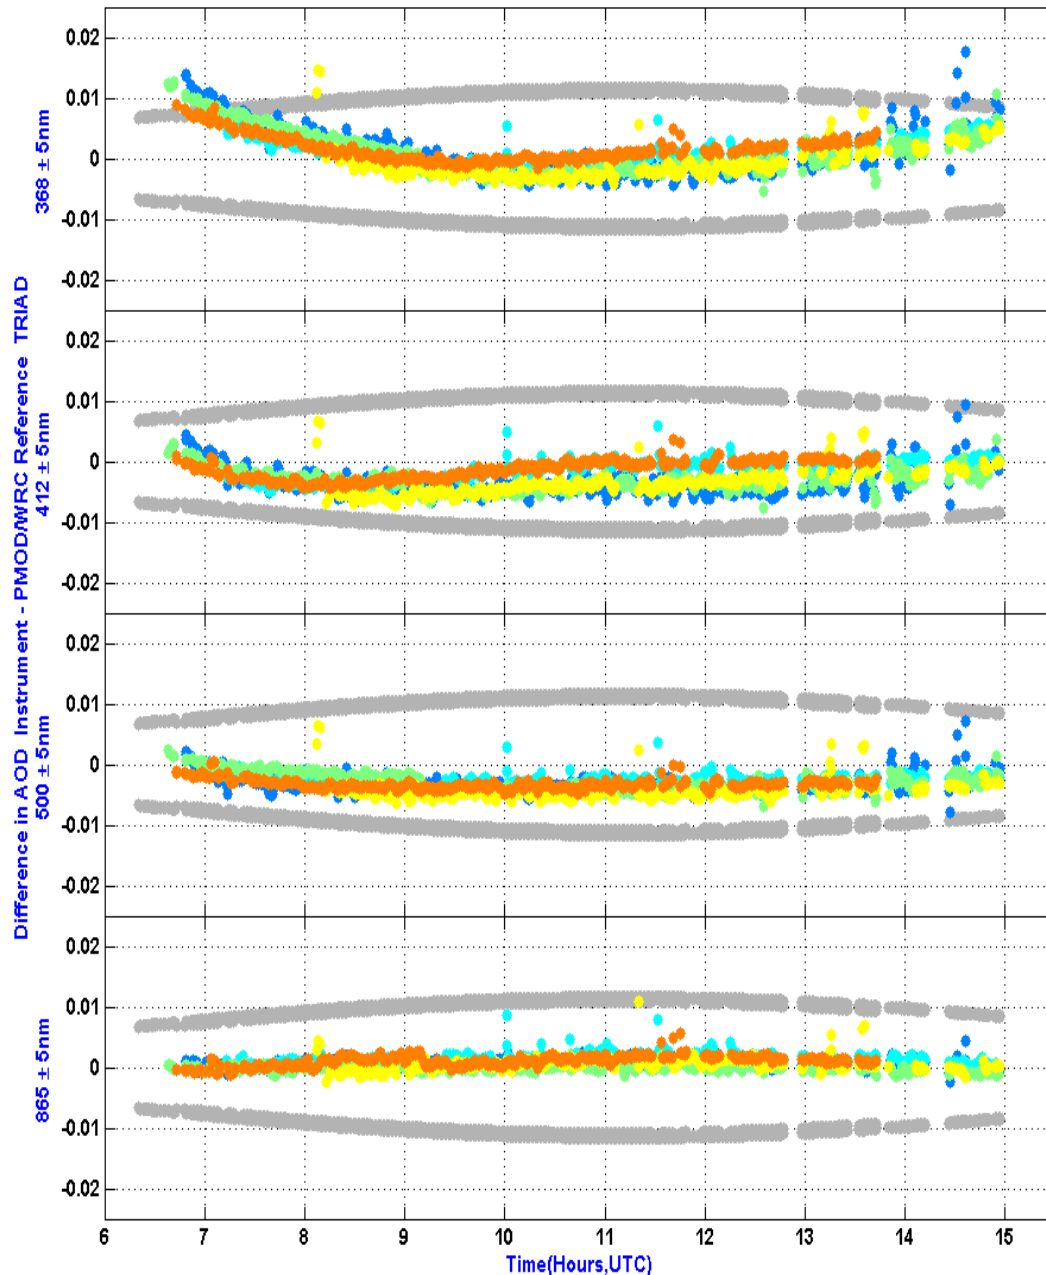 Difference in AOD Instrument - PMOD/WRC Reference TRIAD
368 ± 5nm
0.02
0.01
0
-0.01
-0.02
412 ± 5nm
0.02
0.01
0
-0.01
-0.02
500 ± 5nm
0.02
0.01
0
-0.01
-0.02
865 ± 5nm
0.02
0.01
0
-0.01
-0.02
6 7 8 9 10 11 12 13 14 15
Time(Hours,UTC)